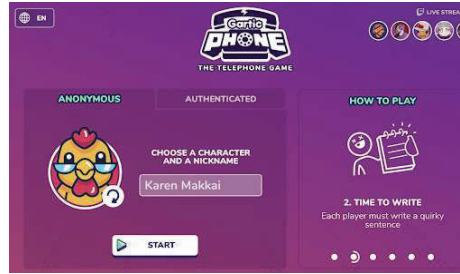 EN
Gartic
PHONE
THE TELEPHONE GAME
LIVE STREA
ANONYMOUS
AUTHENTICATED
CHOOSE A CHARACTER
AND A NICKNAME
Karen Makkai
START
HOW TO PLAY
2. TIME TO WRITE
Each player must write a quirky
sentence